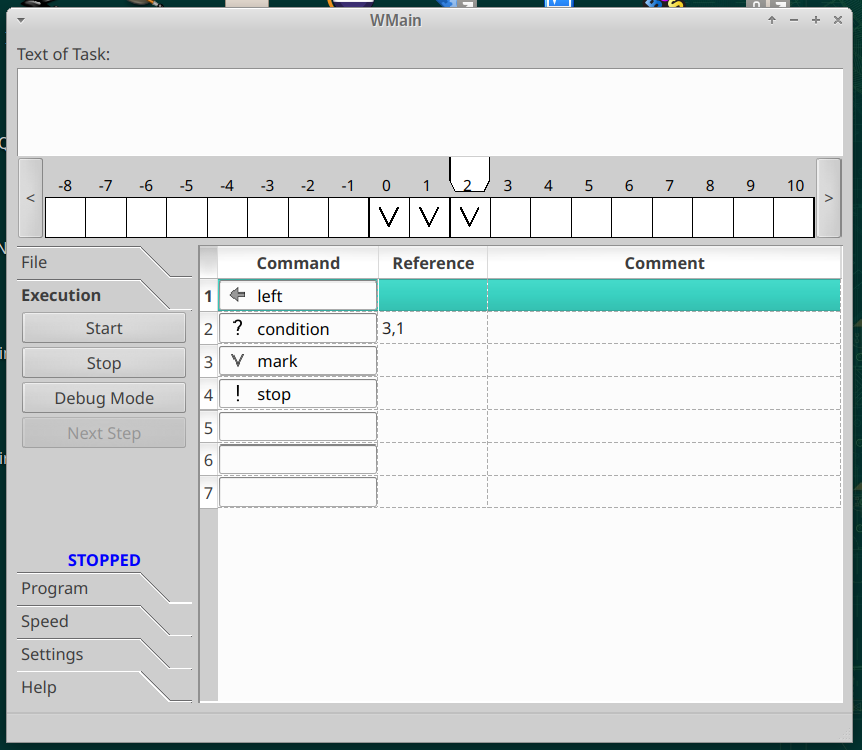 WMain
Text of Task:
< -8 -7 -6 -5 -4 -3 -2 -1 0 1 2 3 4 5 6 7 8 9 10 >
V V V
File
Execution
Start
Stop
Debug Mode
Next Step
STOPPED
Program
Speed
Settings
Help
Command Reference Comment
1 left
2 ? condition 3,1
3 V mark
4 ! stop
5
6
7